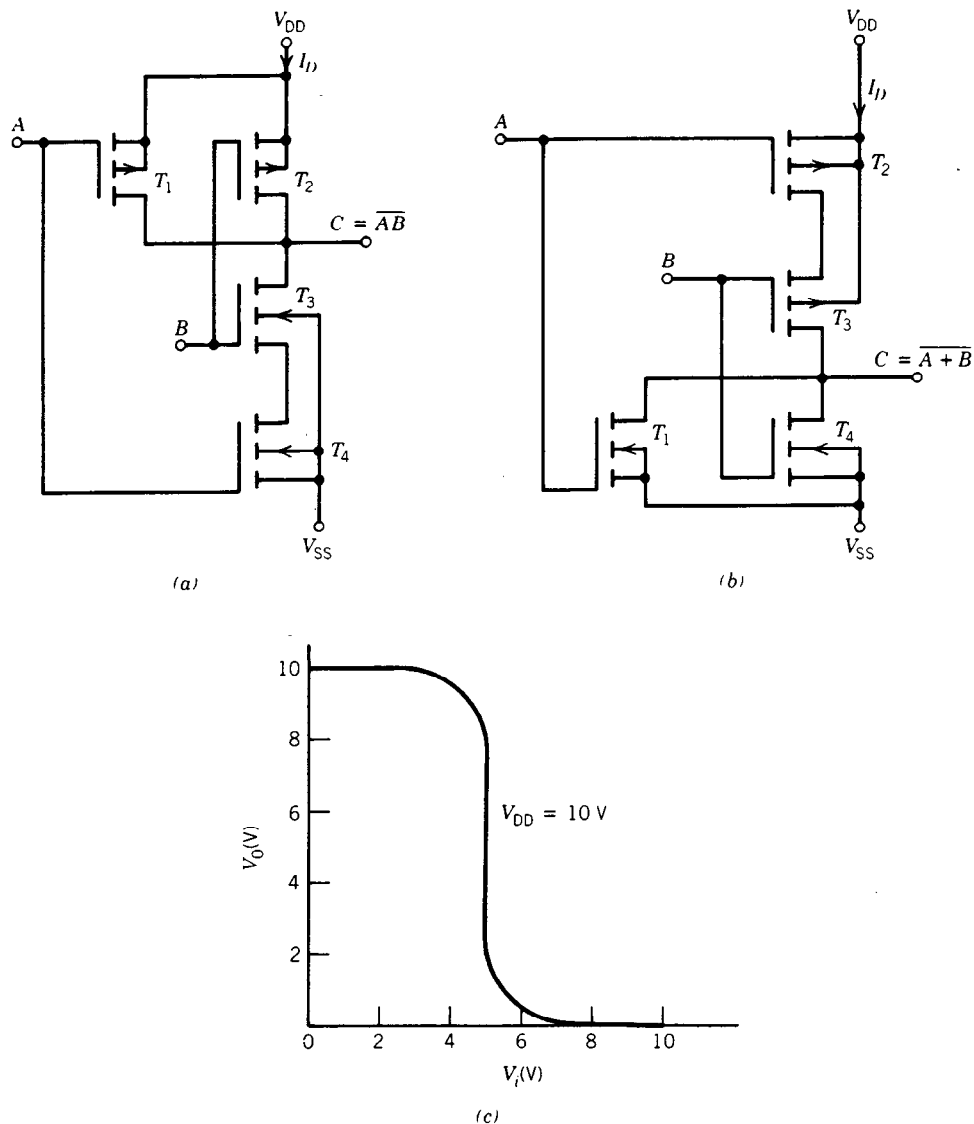 V_DD
I_D
A
T_1
T_2
C = \overline{AB}
T_3
B
T_4
V_SS
(a)
V_DD
I_D
A
T_2
B
T_3
C = \overline{A + B}
T_1
T_4
V_SS
(b)
10
8
6
4
2
V_0(V)
V_DD = 10 V
0
2
4
6
8
10
V_i(V)
(c)